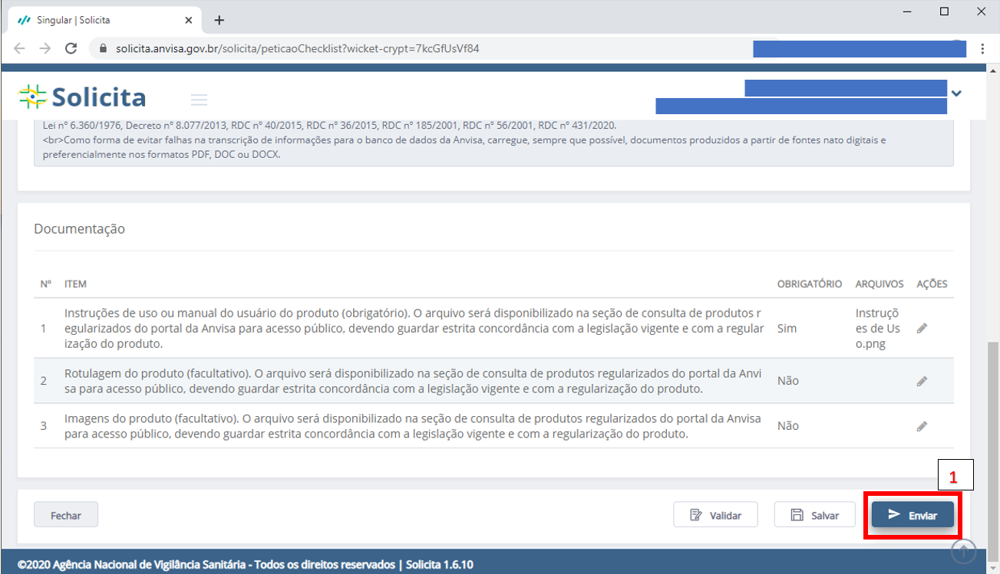 Singular | Solicita
solicita.anvisa.gov.br/solicita/peticaoChecklist?wicket-crypt=7kcGfUsVf84
Solicita
Lei nº 6.360/1976, Decreto nº 8.077/2013, RDC nº 40/2015, RDC nº 36/2015, RDC nº 185/2001, RDC nº 56/2001, RDC nº 431/2020.
<br>Como forma de evitar falhas na transcrição de informações para o banco de dados da Anvisa, carregue, sempre que possível, documentos produzidos a partir de fontes nato digitais e
preferencialmente nos formatos PDF, DOC ou DOCX.
Documentação
Nº ITEM OBRIGATÓRIO ARQUIVOS AÇÕES
Instruções de uso ou manual do usuário do produto (obrigatório). O arquivo será disponibilizado na seção de consulta de produtos r Instruçõ
1 egularizados do portal da Anvisa para acesso público, devendo guardar estrita concordância com a legislação vigente e com a regular Sim es de Us
ização do produto. o.png
Rotulagem do produto (facultativo). O arquivo será disponibilizado na seção de consulta de produtos regularizados do portal da Anvi
2 sa para acesso público, devendo guardar estrita concordância com a legislação vigente e com a regularização do produto. Não
Imagens do produto (facultativo). O arquivo será disponibilizado na seção de consulta de produtos regularizados do portal da Anvisa
3 para acesso público, devendo guardar estrita concordância com a legislação vigente e com a regularização do produto. Não
1
Fechar Validar Salvar Enviar
©2020 Agência Nacional de Vigilância Sanitária - Todos os direitos reservados | Solicita 1.6.10